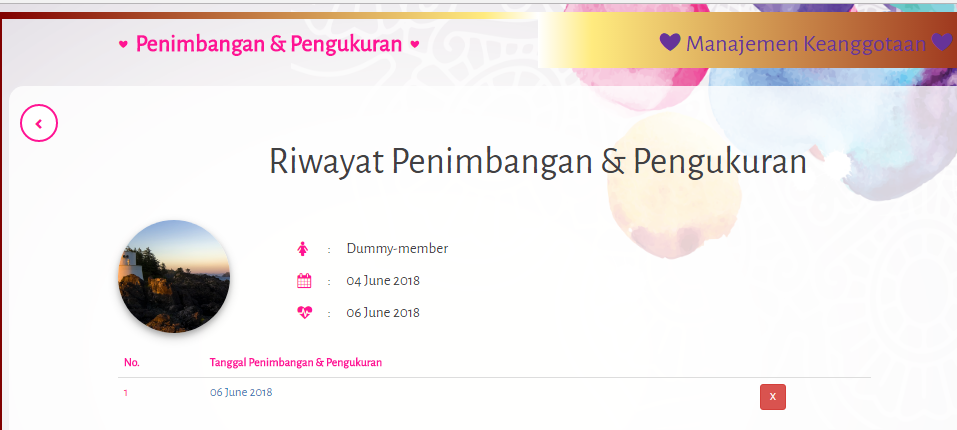 Penimbangan & Pengukuran
Manajemen Keanggotaan
Riwayat Penimbangan & Pengukuran
: Dummy-member
: 04 June 2018
: 06 June 2018
No. Tanggal Penimbangan & Pengukuran
1 06 June 2018 X